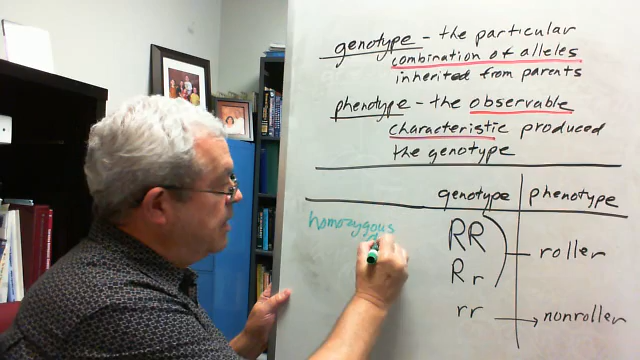 genotype - the particular
combination of alleles
inherited from parents
phenotype - the observable
characteristic produced
the genotype
genotype phenotype
homozygous
RR
roller
Rr
rr → nonroller